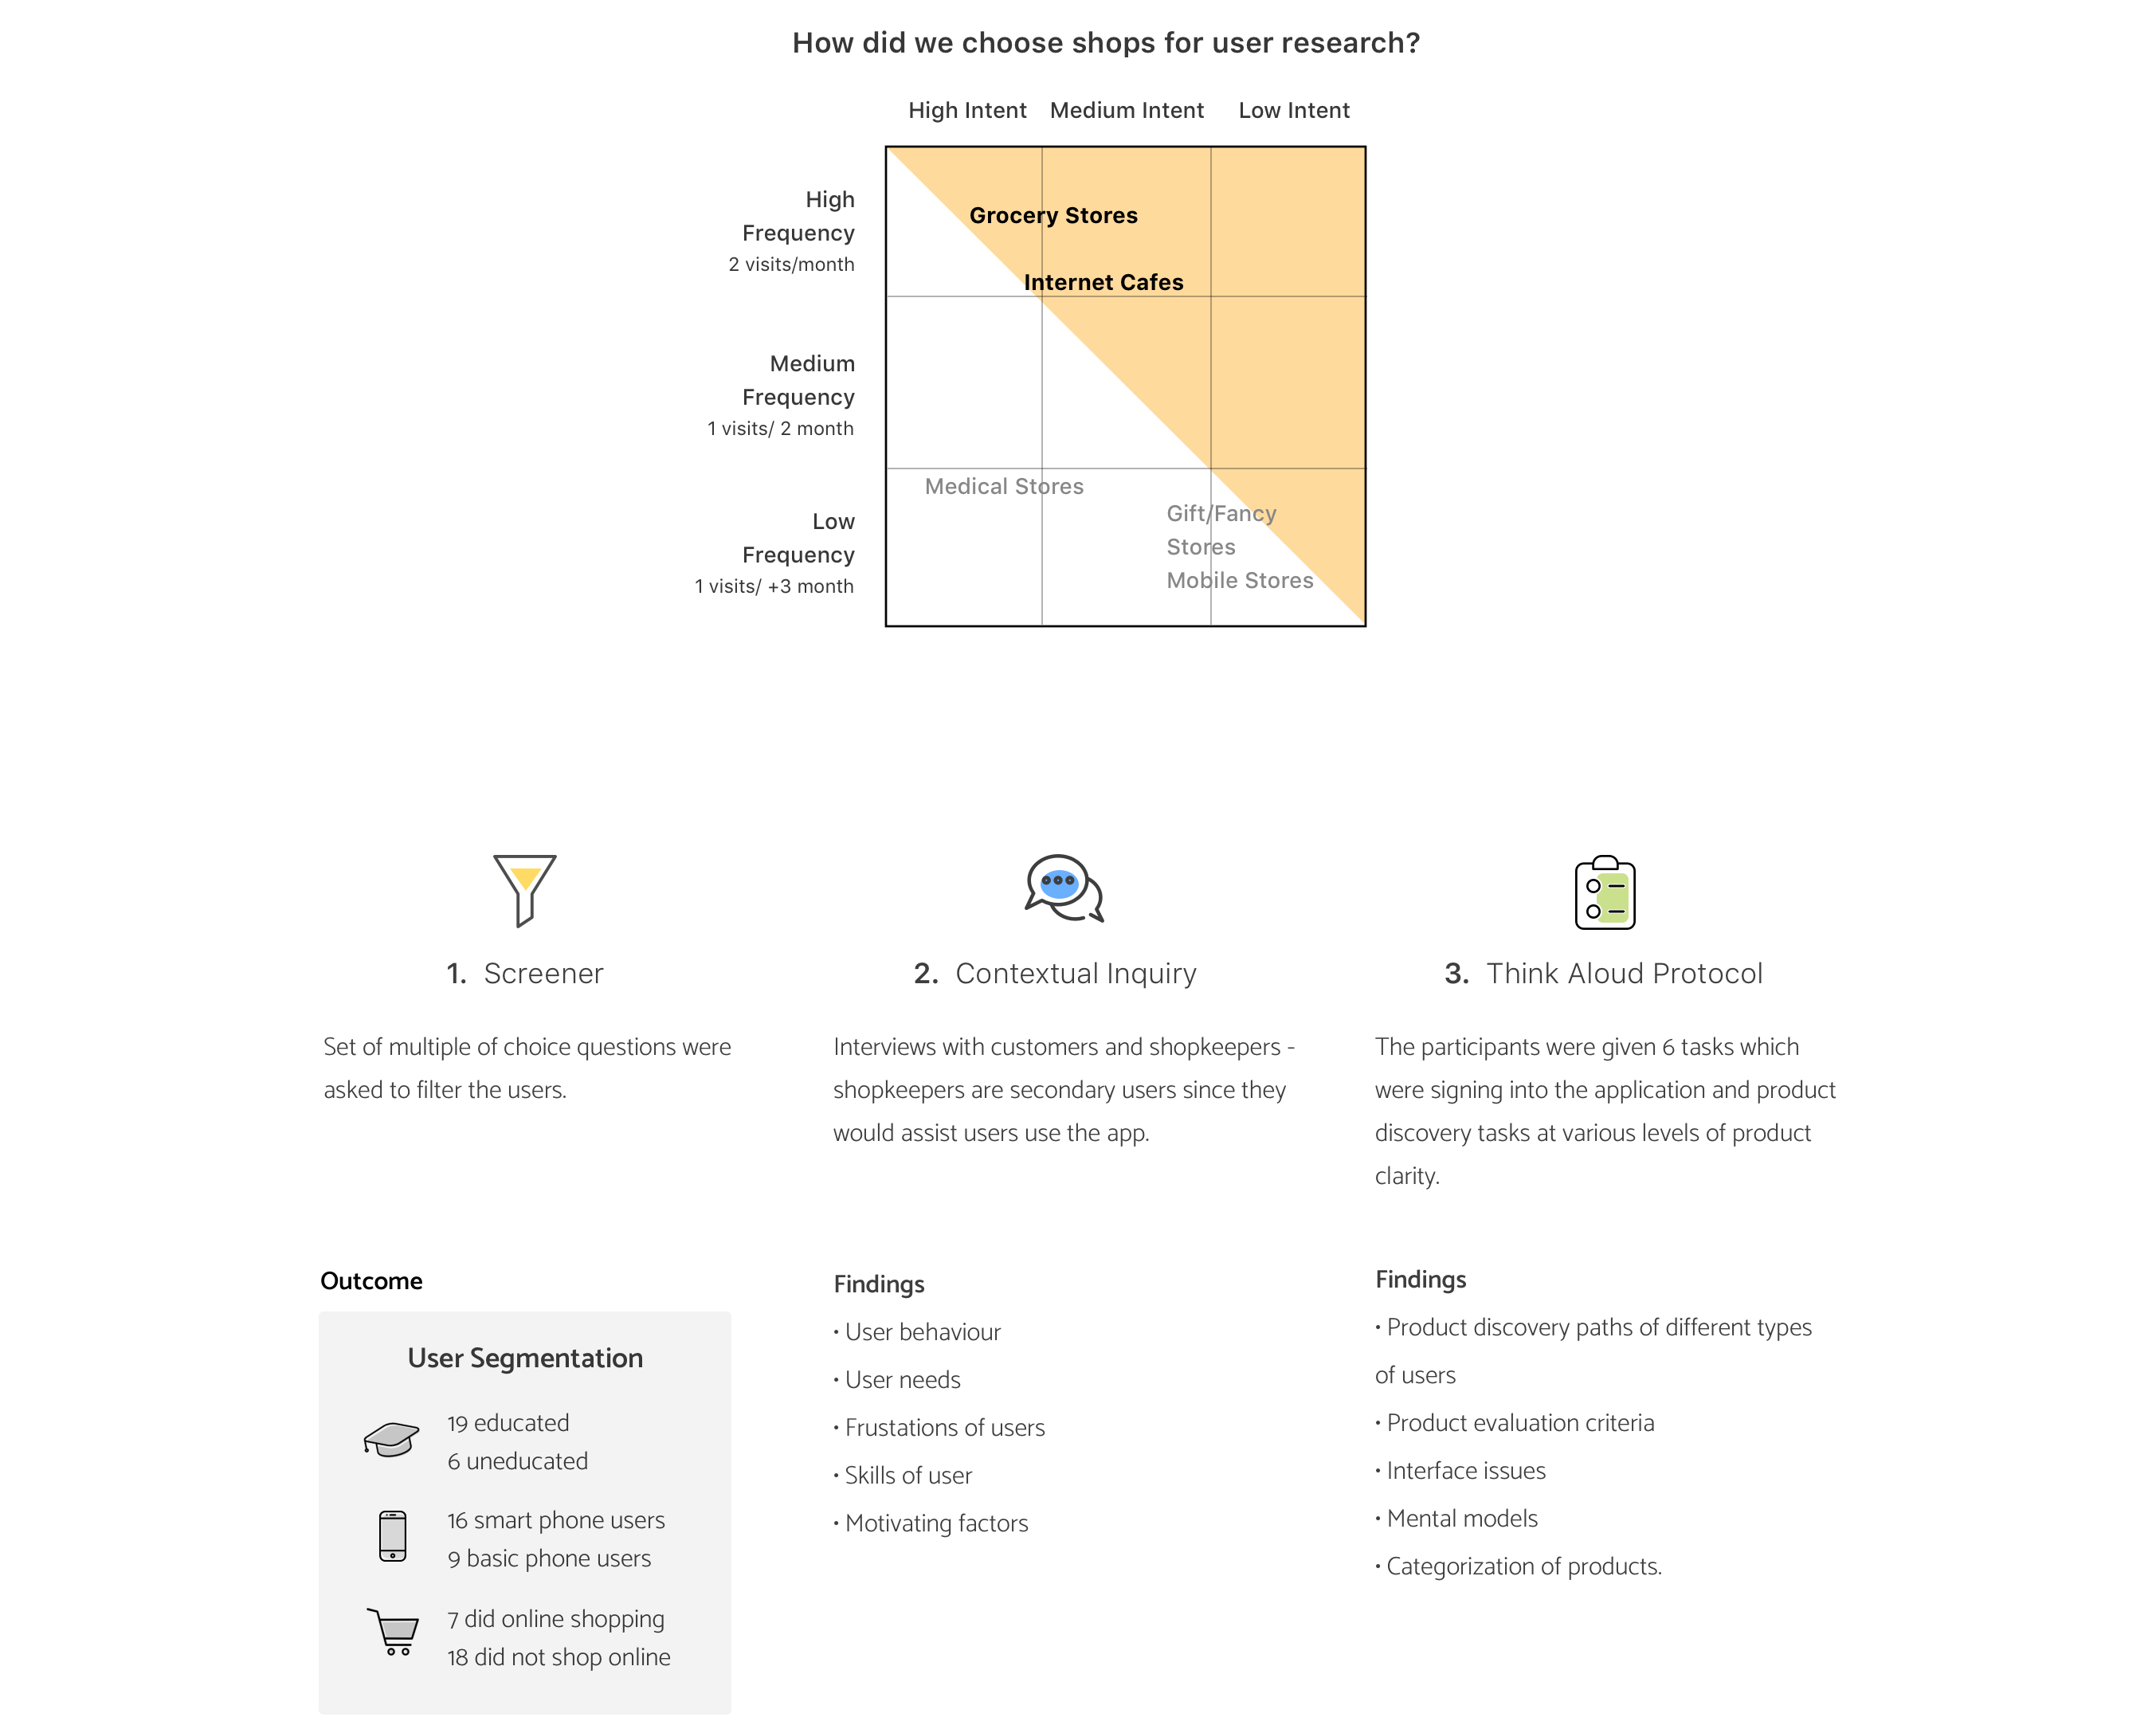 How did we choose shops for user research?
High Intent Medium Intent Low Intent
High
Frequency
2 visits/month
Grocery Stores
Internet Cafes
Medium
Frequency
1 visits/ 2 month
Low
Frequency
1 visits/ +3 month
Medical Stores
Gift/Fancy
Stores
Mobile Stores
1. Screener
Set of multiple of choice questions were
asked to filter the users.
Outcome
User Segmentation
19 educated
6 uneducated
16 smart phone users
9 basic phone users
7 did online shopping
18 did not shop online
2. Contextual Inquiry
Interviews with customers and shopkeepers -
shopkeepers are secondary users since they
would assist users use the app.
Findings
• User behaviour
• User needs
• Frustations of users
• Skills of user
• Motivating factors
3. Think Aloud Protocol
The participants were given 6 tasks which
were signing into the application and product
discovery tasks at various levels of product
clarity.
Findings
• Product discovery paths of different types
of users
• Product evaluation criteria
• Interface issues
• Mental models
• Categorization of products.